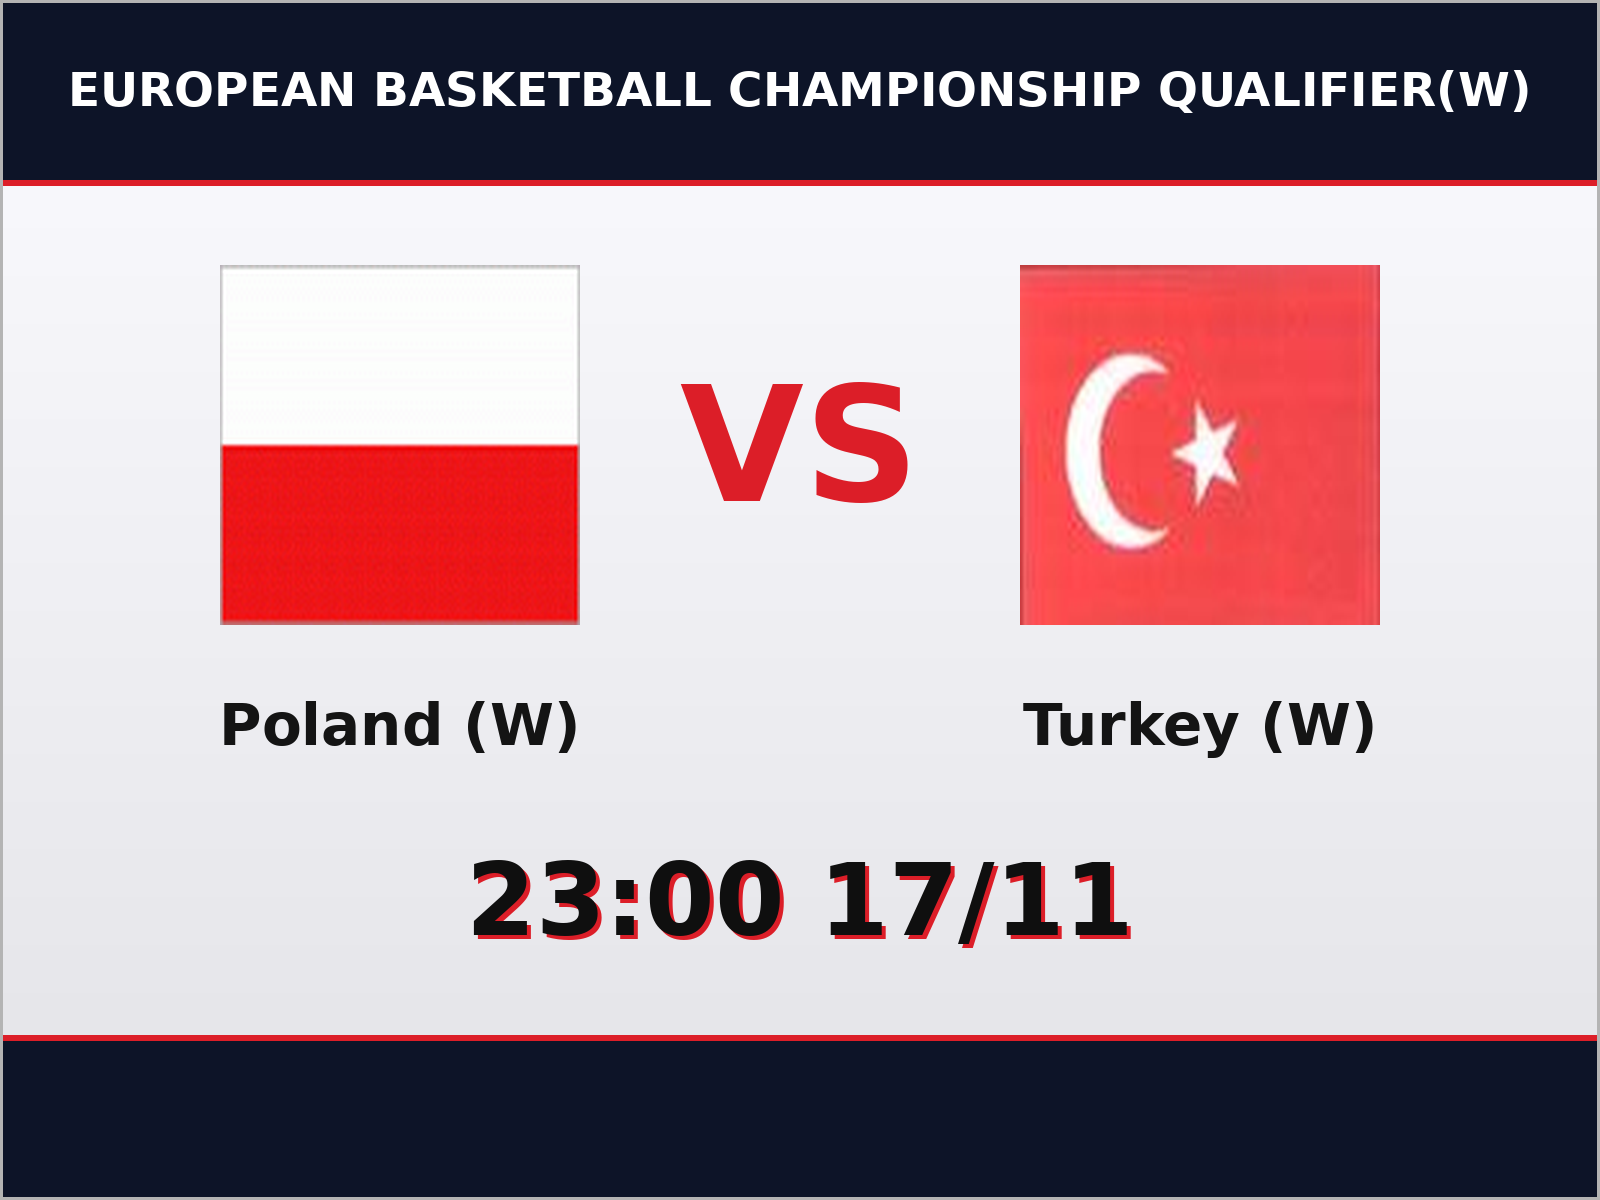 EUROPEAN BASKETBALL CHAMPIONSHIP QUALIFIER(W)
VS
Poland (W)
Turkey (W)
23:00 17/11